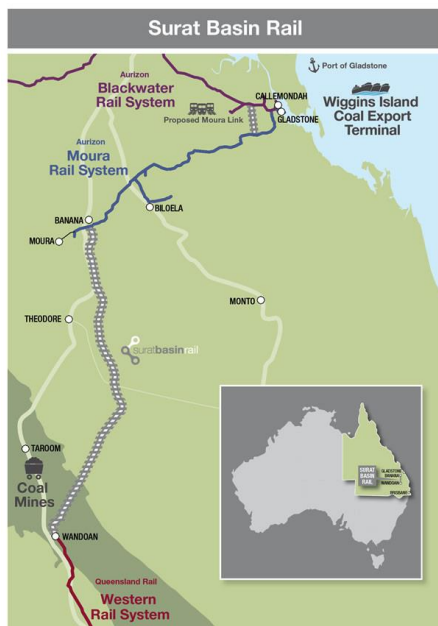 Surat Basin Rail
Port of Gladstone
Aurizon
Blackwater
Rail System
CALLEMONDAH
Wiggins Island
Coal Export
Terminal
Proposed Moura Link
GLADSTONE
Aurizon
Moura
Rail System
BILOELA
BANANA
MOURA
MONTO
THEODORE
suratbasinrail
TAROOM
Coal
Mines
WANDOAN
Queensland Rail
Western
Rail System
SURAT
BASIN
RAIL
GLADSTONE
BANANA
WANDOAN
BRISBANE